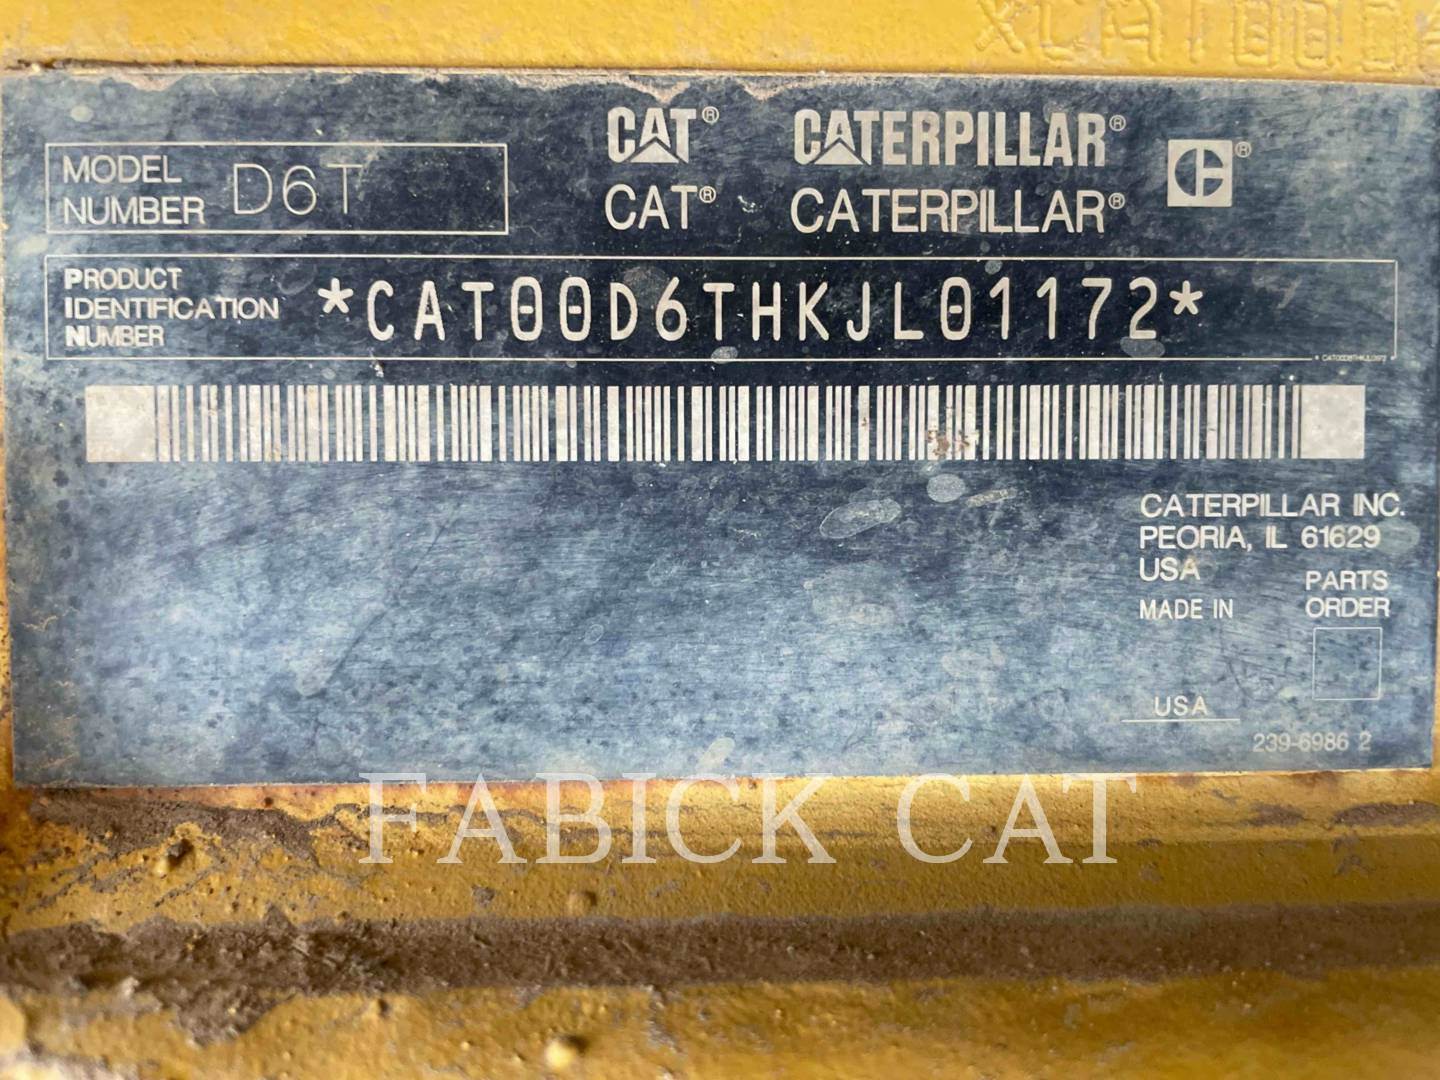 XCAT00D6
CAT® CATERPILLAR®
MODEL NUMBER D6T
CAT® CATERPILLAR®
PRODUCT IDENTIFICATION NUMBER *CAT00D6THKJL01172*
CATERPILLAR INC.
PEORIA, IL 61629
USA
MADE IN
USA
PARTS
ORDER
239-6986 2
FABICK CAT